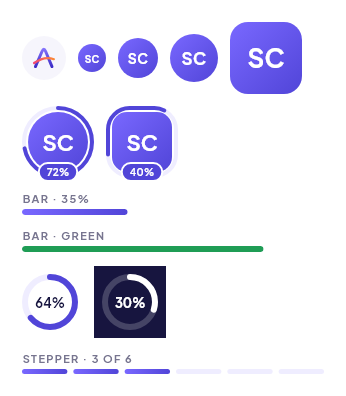 SC SC SC SC
SC SC
72% 40%
BAR · 35%
BAR · GREEN
64% 30%
STEPPER · 3 OF 6